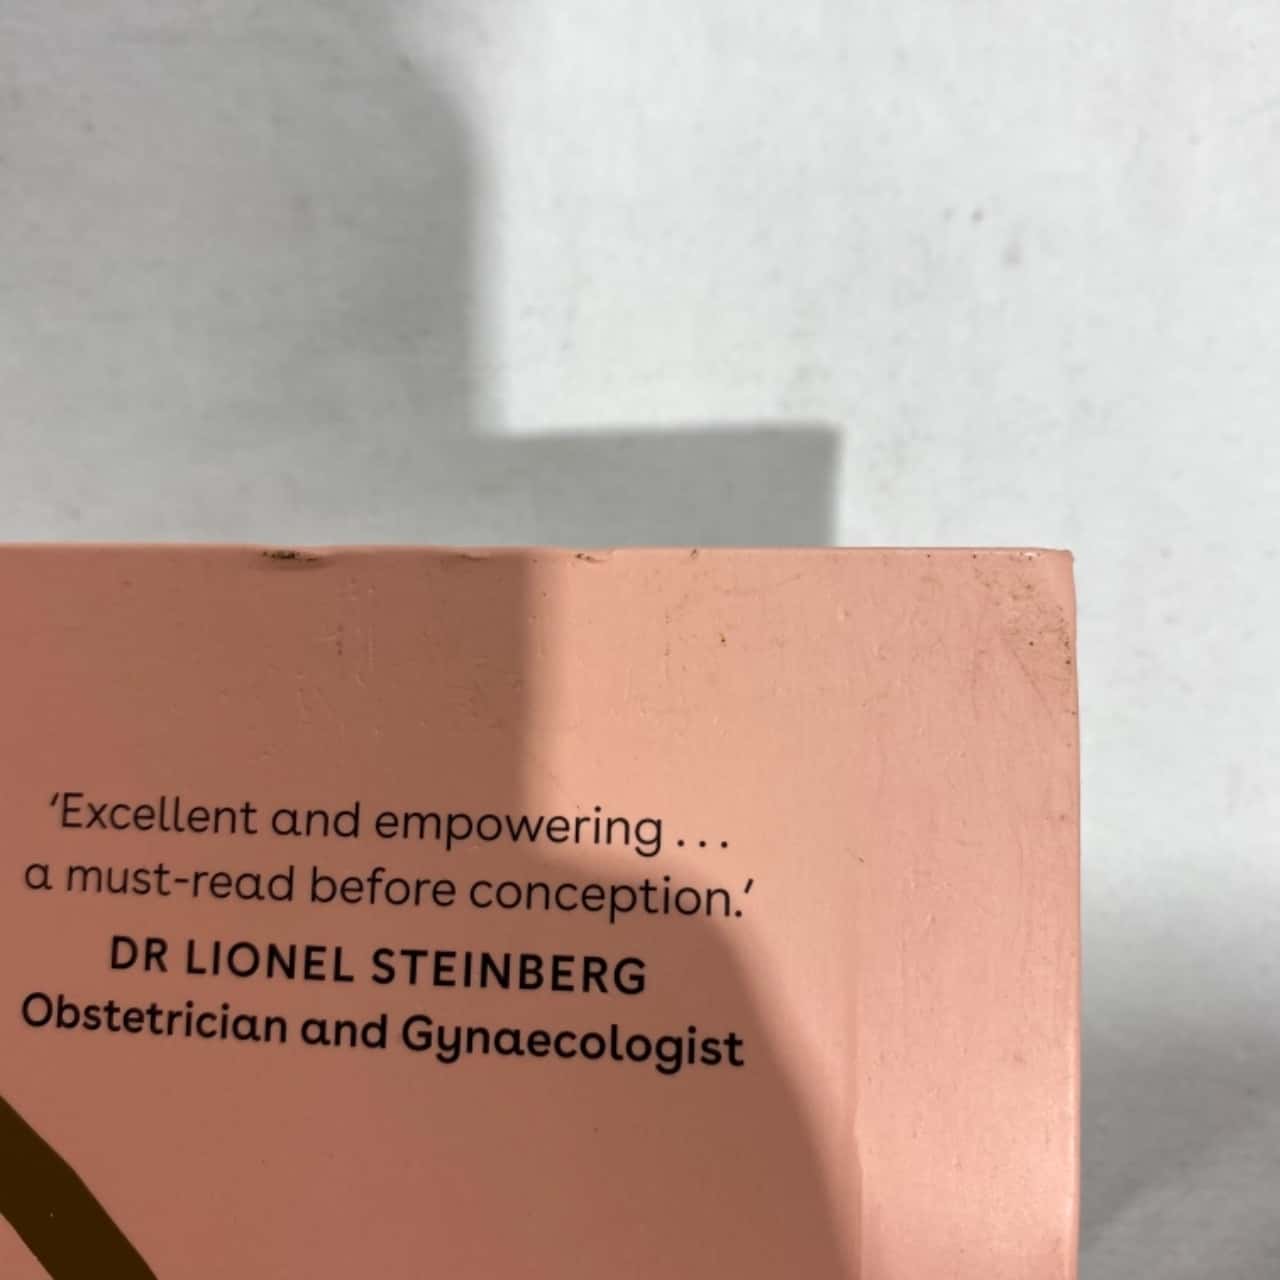 ‘Excellent and empowering . . .
a must-read before conception.’
DR LIONEL STEINBERG
Obstetrician and Gynaecologist